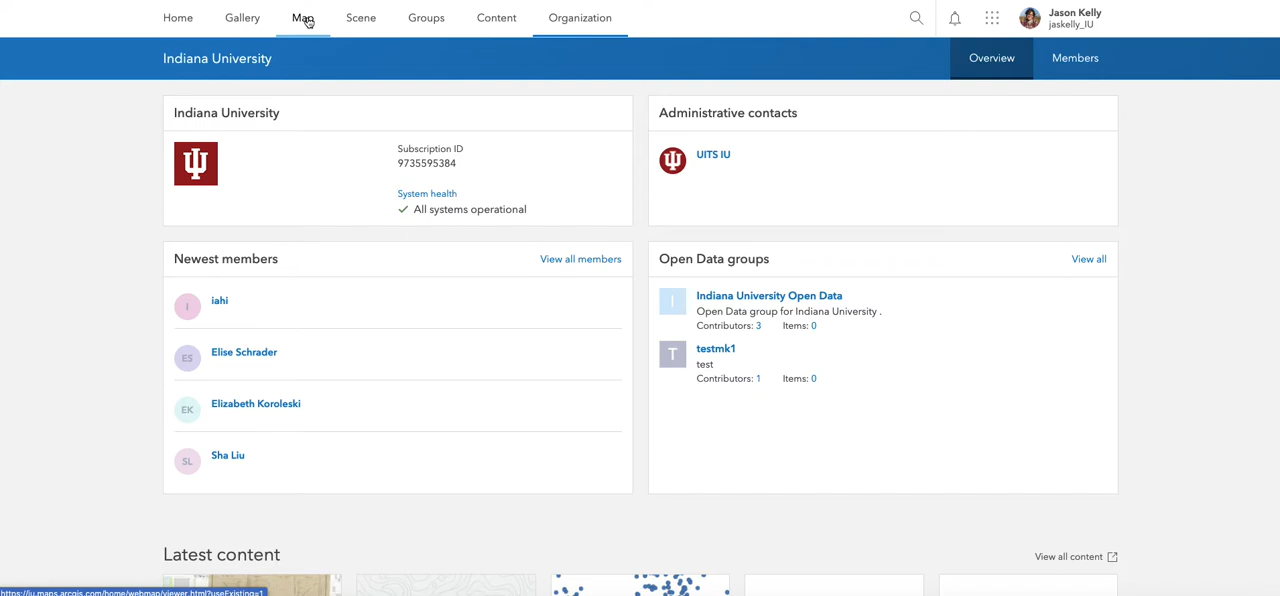 Home Gallery Map Scene Groups Content Organization
Jason Kelly
jaskelly_IU
Indiana University
Overview Members
Indiana University
Subscription ID
9735595384
System health
All systems operational
Administrative contacts
UITS IU
Newest members View all members
I iahi
ES Elise Schrader
EK Elizabeth Koroleski
SL Sha Liu
Open Data groups View all
I Indiana University Open Data
Open Data group for Indiana University .
Contributors: 3 Items: 0
T testmk1
test
Contributors: 1 Items: 0
Latest content View all content
https://iu.maps.arcgis.com/home/webmap/viewer.html?useExisting=1